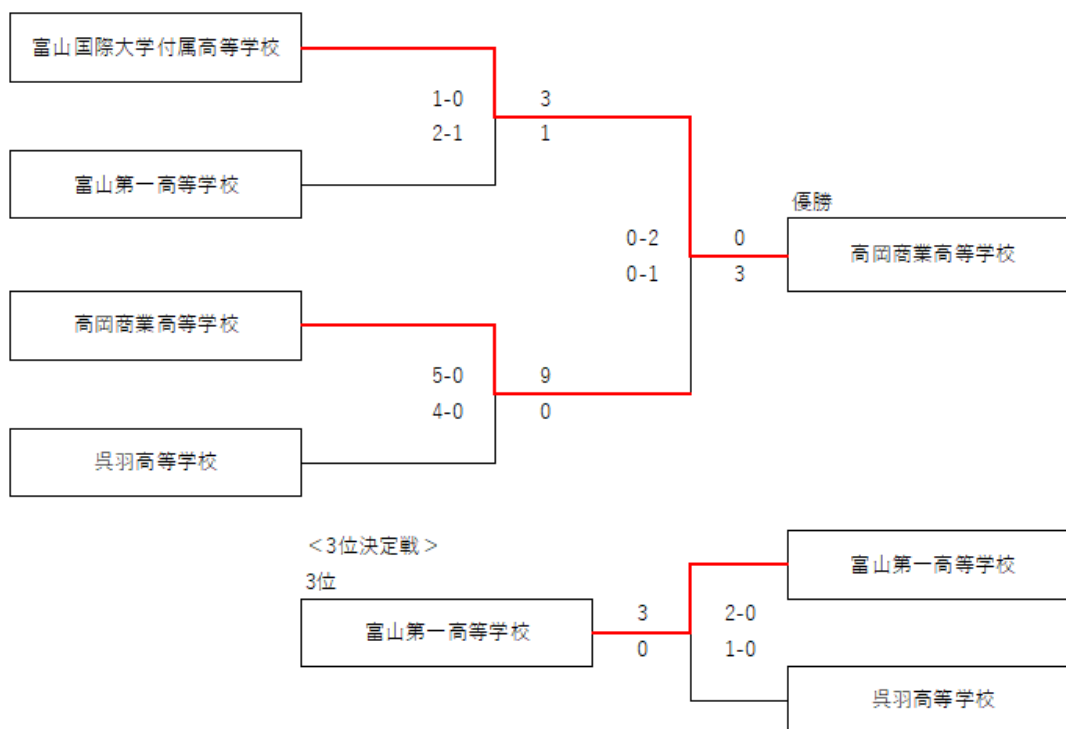 富山国際大学付属高等学校
1-0 3
2-1 1
富山第一高等学校
優勝
高岡商業高等学校
0-2 0
0-1 3
高岡商業高等学校
5-0 9
4-0 0
呉羽高等学校
＜3位決定戦＞
3位
富山第一高等学校
富山第一高等学校
3 2-0
0 1-0
呉羽高等学校